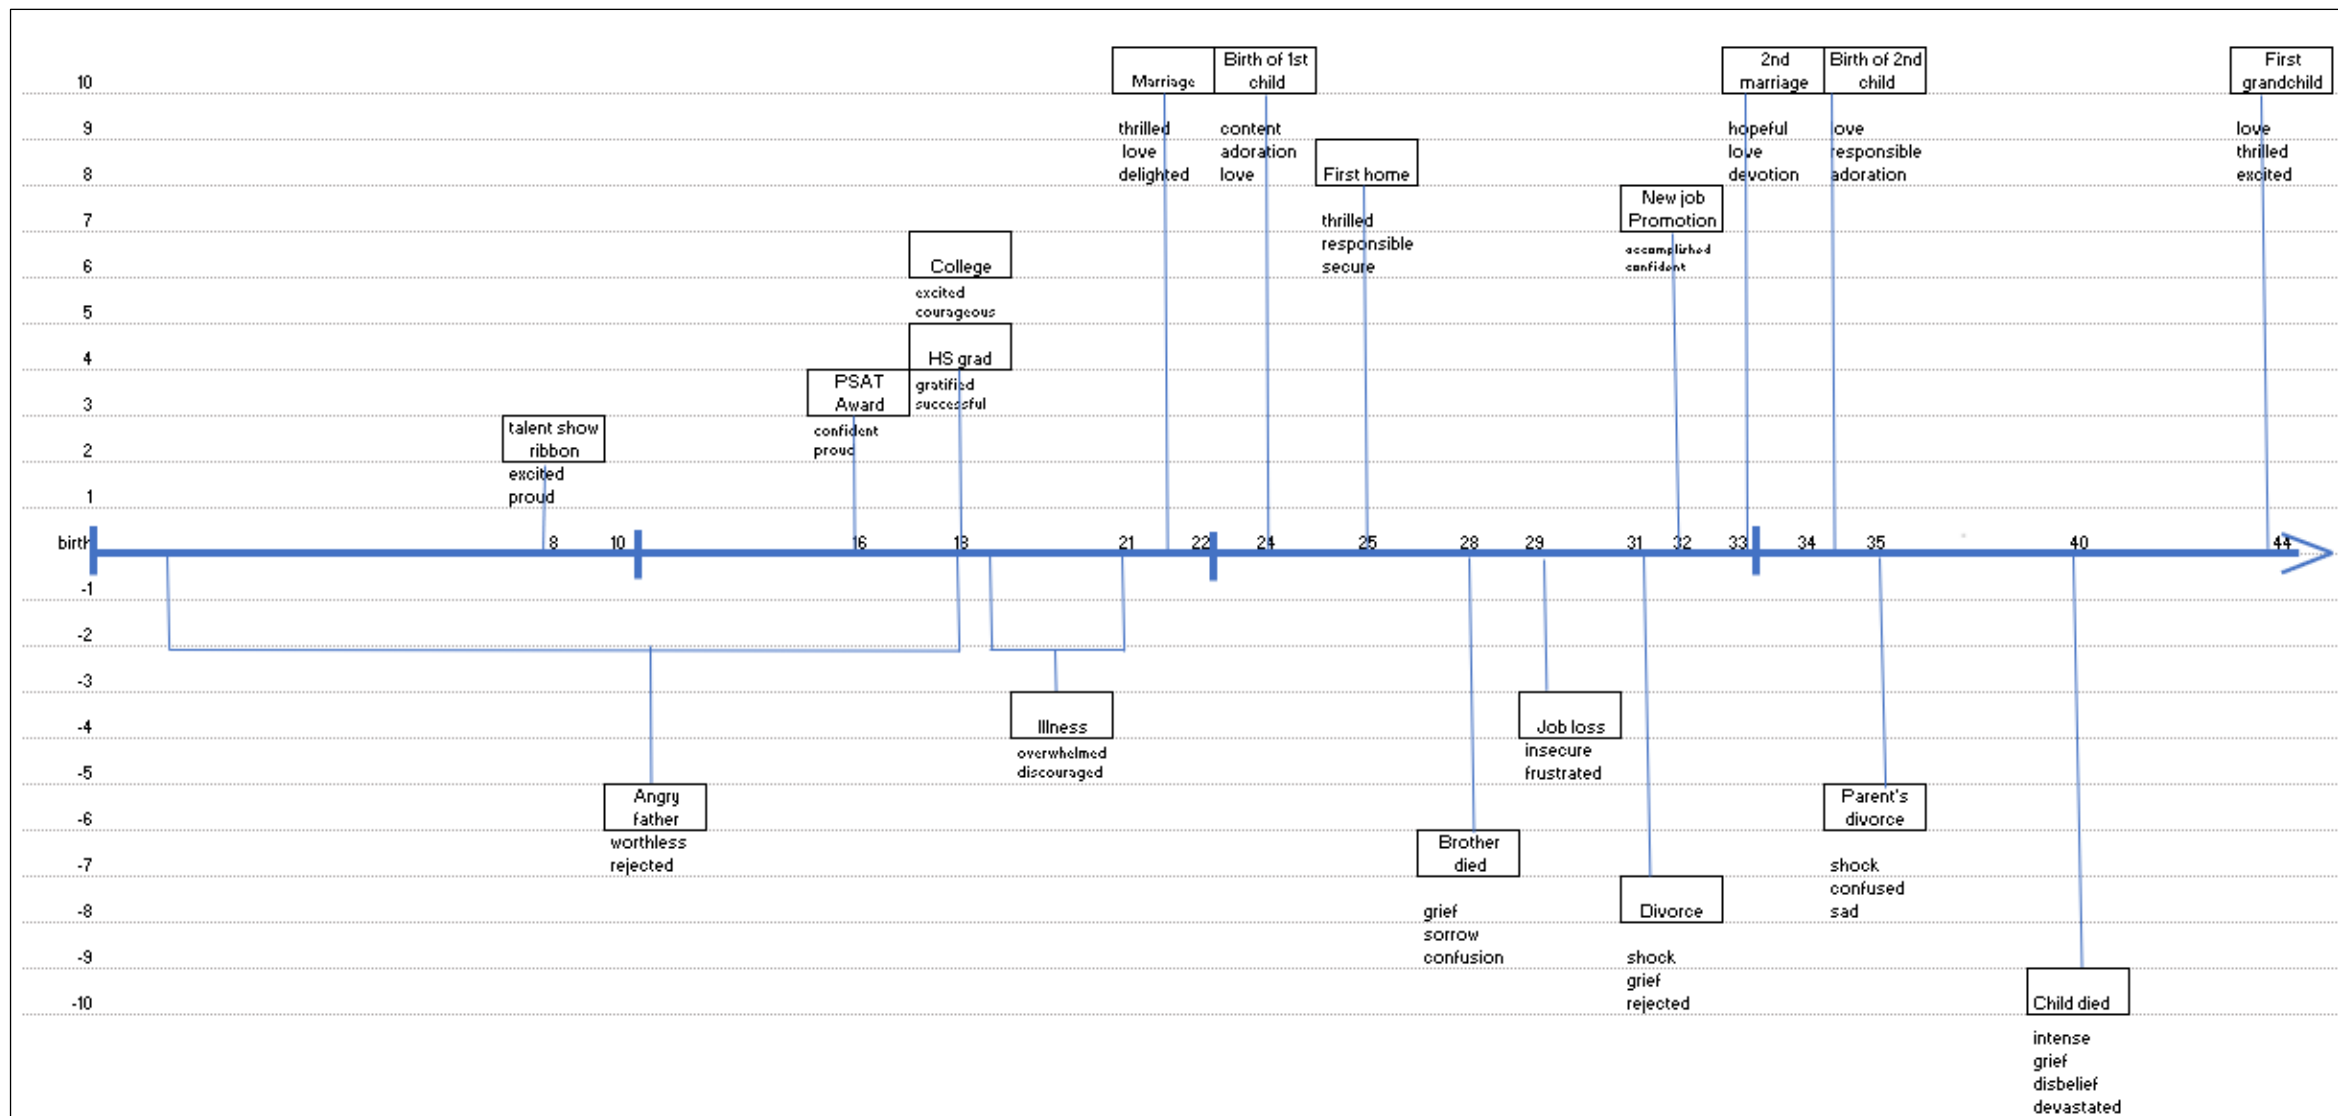 10
Marriage
Birth of 1st
child
2nd
marriage
Birth of 2nd
child
First
grandchild
9
thrilled
love
delighted
content
adoration
love
hopeful
love
devotion
love
responsible
adoration
love
thrilled
excited
8
First home
thrilled
responsible
secure
New job
Promotion
accomplished
confident
7
6
College
excited
courageous
5
4
HS grad
gratified
successful
3
PSAT
Award
confident
proud
2
talent show
ribbon
excited
proud
1
birth
8
10
16
18
21
22
24
25
28
29
31
32
33
34
35
40
44
-1
-2
-3
-4
Illness
overwhelmed
discouraged
Job loss
insecure
frustrated
-5
-6
Angry
father
worthless
rejected
Parent's
divorce
shock
confused
sad
-7
Brother
died
grief
sorrow
confusion
-8
Divorce
shock
grief
rejected
-9
-10
Child died
intense
grief
disbelief
devastated